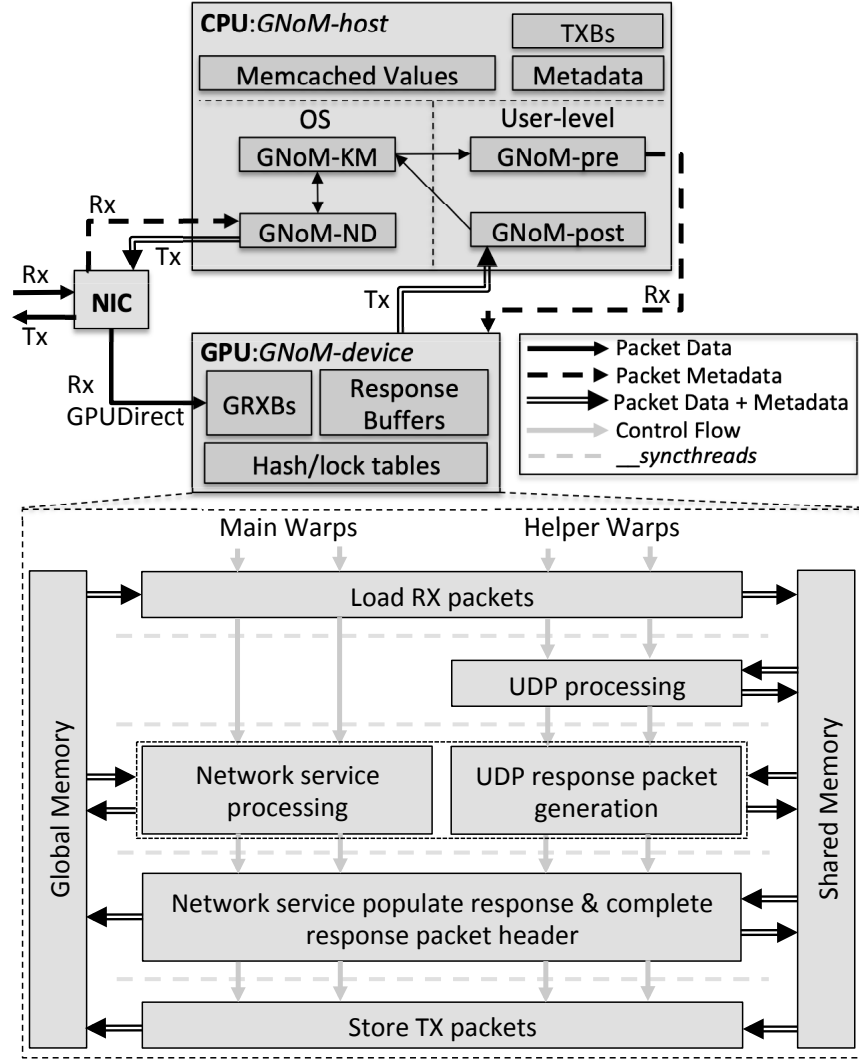 CPU:GNoM-host
TXBs
Memcached Values
Metadata
OS
User-level
GNoM-KM
GNoM-pre
Rx
GNoM-ND
GNoM-post
Tx
Rx
NIC
Tx
Tx
Rx
GPU:GNoM-device
Rx
GPUDirect
GRXBs
Response
Buffers
Hash/lock tables
Packet Data
Packet Metadata
Packet Data + Metadata
Control Flow
__syncthreads
Main Warps
Helper Warps
Load RX packets
UDP processing
Global Memory
Shared Memory
Network service
processing
UDP response packet
generation
Network service populate response & complete
response packet header
Store TX packets